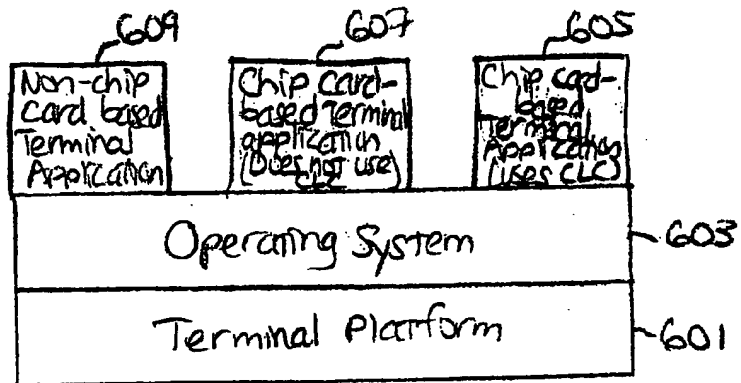 609
607
605
Non-chip
card based
Terminal
Application
Chip card-
based Terminal
application
(Does not use)
CLC
Chip card-
based
Terminal
Application
(uses CLC)
Operating System
603
Terminal Platform
601